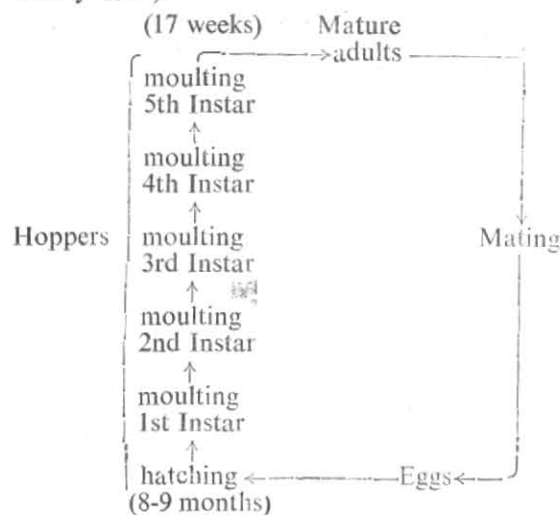 (17 weeks) Mature
adults
moulting
5th Instar
moulting
4th Instar
Hoppers
moulting
3rd Instar
Mating
moulting
2nd Instar
moulting
1st Instar
hatching
Eggs
(8-9 months)